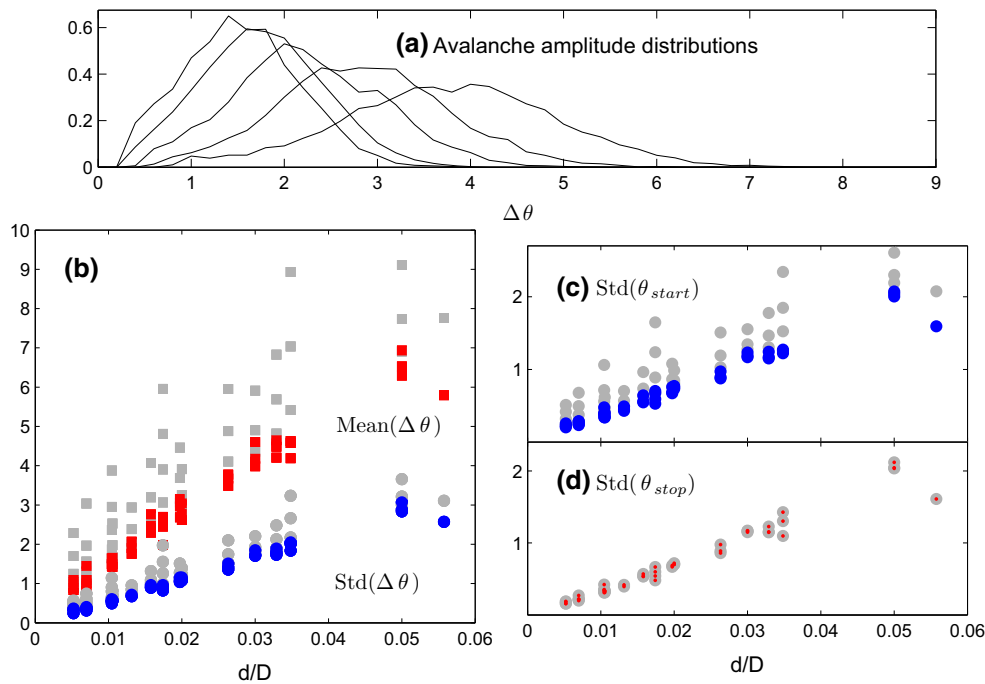 0.6
0.4
0.2
0
(a) Avalanche amplitude distributions
0 1 2 3 4 5 6 7 8 9
Δθ
10
9
8
7
6
5
4
3
2
1
0
(b)
Mean(Δθ)
Std(Δθ)
0 0.01 0.02 0.03 0.04 0.05 0.06
d/D
2
1
(c) Std(θstart)
2
1
(d) Std(θstop)
0 0.01 0.02 0.03 0.04 0.05 0.06
d/D